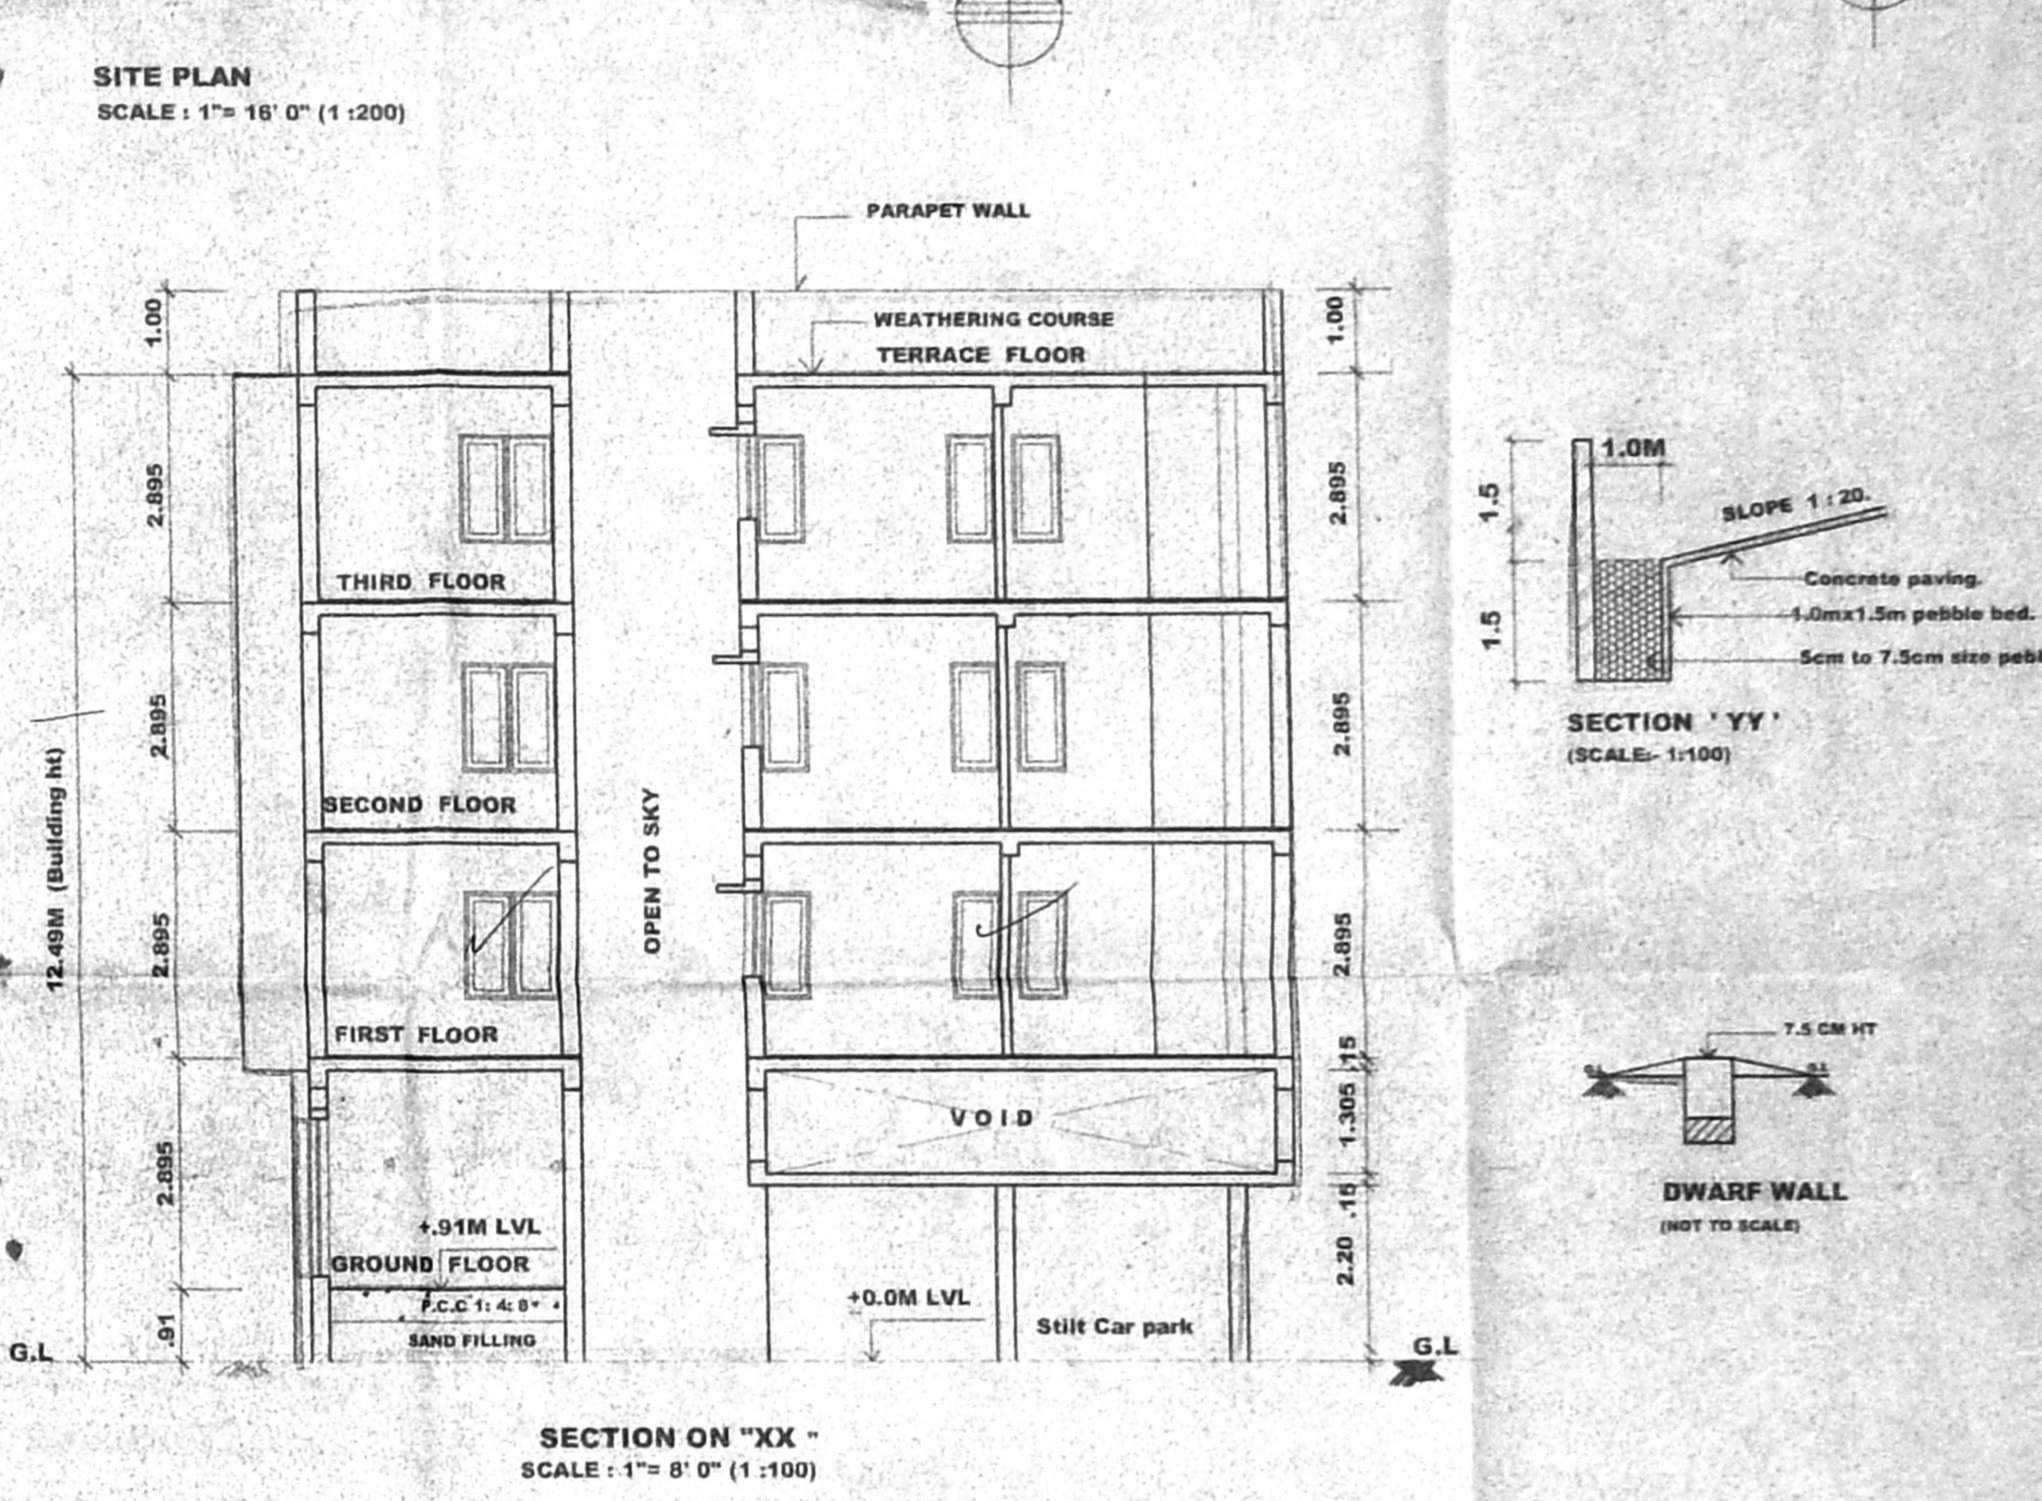 SITE PLAN
SCALE : 1"= 16' 0" (1 :200)
PARAPET WALL
WEATHERING COURSE
TERRACE FLOOR
1.00
1.00
2.895
THIRD FLOOR
2.895
2.895
SECOND FLOOR
2.895
12.49M (Building ht)
OPEN TO SKY
2.895
FIRST FLOOR
2.895
.15
VOID
1.305
2.895
.15
+.91M LVL
GROUND FLOOR
P.C.C 1: 4: 8
SAND FILLING
.91
+0.0M LVL
Stilt Car park
2.20
G.L
G.L
SECTION ON "XX "
SCALE : 1"= 8' 0" (1 :100)
1.0M
1.5
SLOPE 1 : 20.
Concrete paving.
1.0mx1.5m pebble bed.
1.5
5cm to 7.5cm size pebl
SECTION ' YY '
(SCALE:- 1:100)
7.5 CM HT
G.L
G.L
DWARF WALL
(NOT TO SCALE)